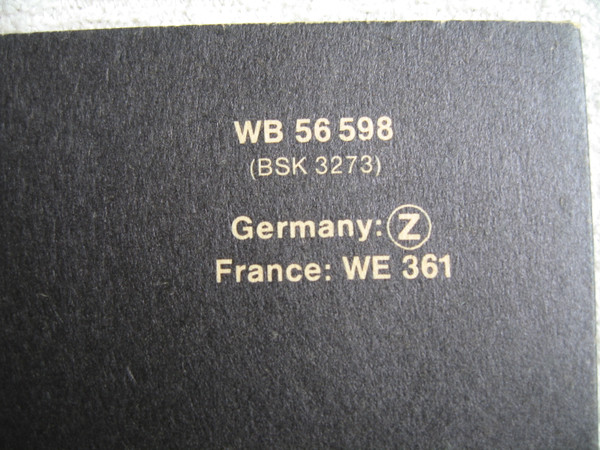 WB 56 598
(BSK 3273)
Germany: Ⓩ
France: WE 361